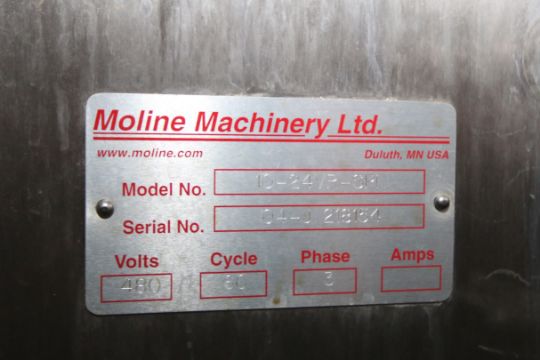 Moline Machinery Ltd.
www.moline.com Duluth, MN USA
Model No.
Serial No. 218164
Volts Cycle Phase Amps
480 60 3